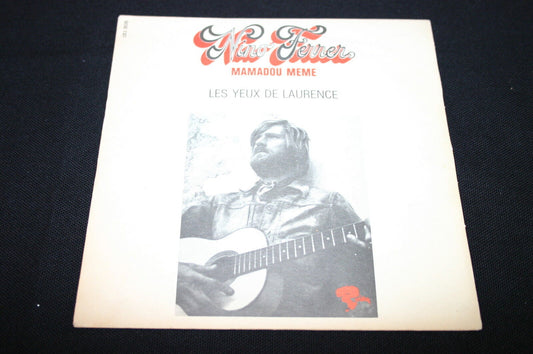 Nino Ferrer
MAMADOU MEME
LES YEUX DE LAURENCE